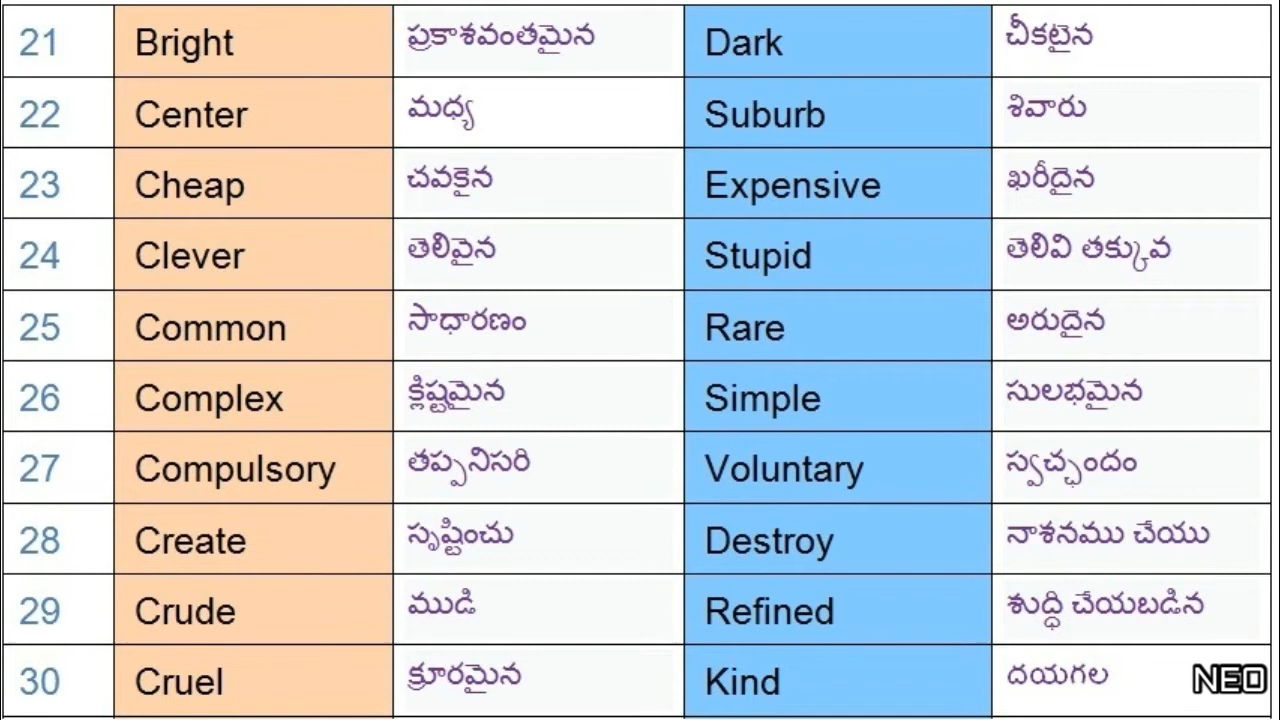 21 Bright ప్రకాశవంతమైన Dark చీకటైన
22 Center మధ్య Suburb శివారు
23 Cheap చవకైన Expensive ఖరీదైన
24 Clever తెలివైన Stupid తెలివి తక్కువ
25 Common సాధారణం Rare అరుదైన
26 Complex క్లిష్టమైన Simple సులభమైన
27 Compulsory తప్పనిసరి Voluntary స్వచ్ఛందం
28 Create సృష్టించు Destroy నాశనము చేయు
29 Crude ముడి Refined శుద్ధి చేయబడిన
30 Cruel క్రూరమైన Kind దయగల NEO